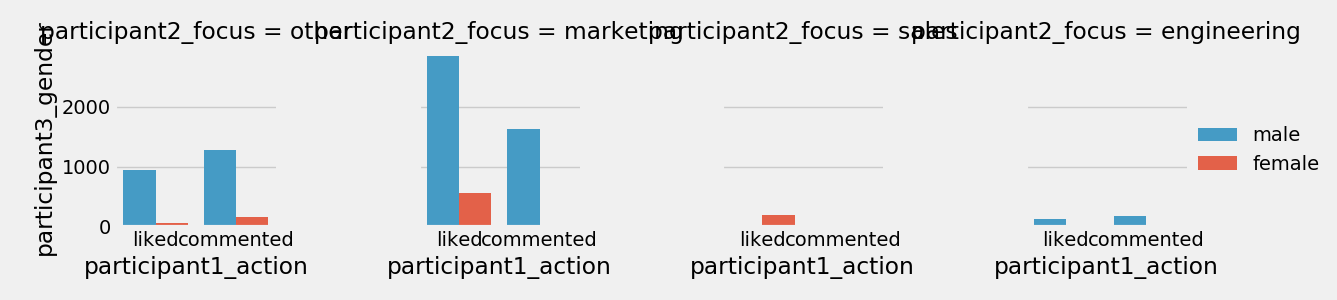 participant2_focus = other
participant2_focus = marketing
participant2_focus = sales
participant2_focus = engineering
participant3_gender
2000
1000
0
male
female
liked
commented
liked
commented
liked
commented
liked
commented
participant1_action
participant1_action
participant1_action
participant1_action